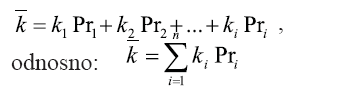 k̄ = k₁ Pr₁ + k₂ Pr₂ + ... + kᵢ Prᵢ ,
odnosno: k̄ = ∑ᵢ₌₁ⁿ kᵢ Prᵢ